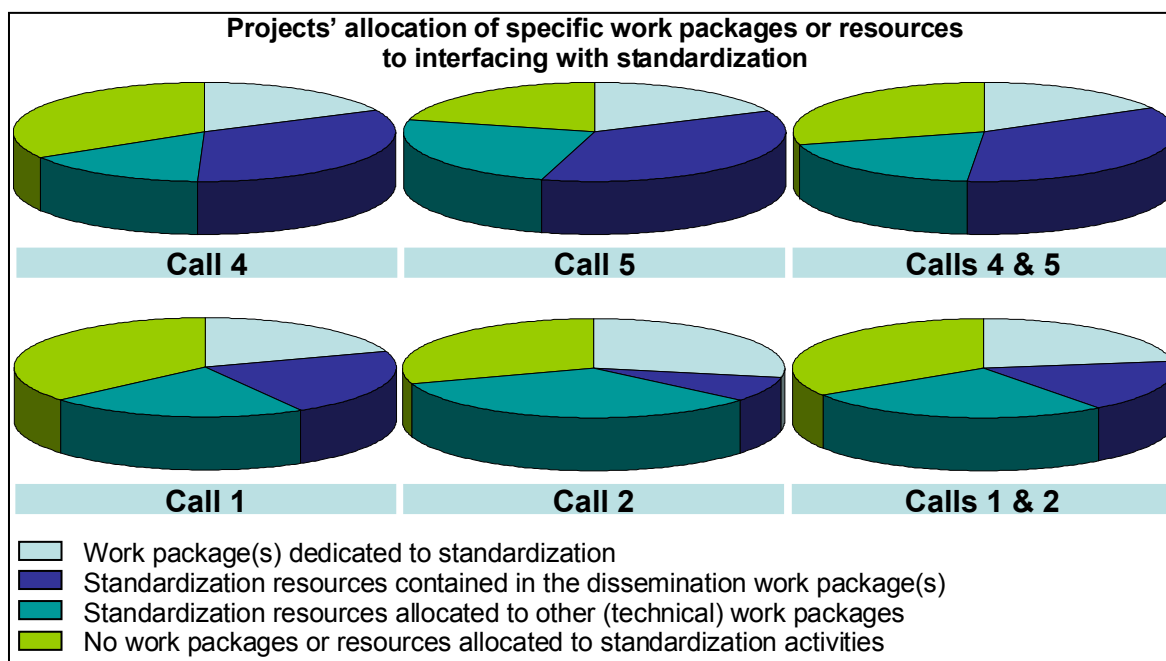 Projects’ allocation of specific work packages or resources
to interfacing with standardization
Call 4
Call 5
Calls 4 & 5
Call 1
Call 2
Calls 1 & 2
Work package(s) dedicated to standardization
Standardization resources contained in the dissemination work package(s)
Standardization resources allocated to other (technical) work packages
No work packages or resources allocated to standardization activities